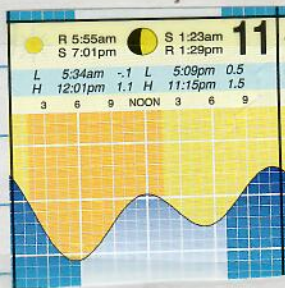 R 5:55am S 1:23am 11
S 7:01pm R 1:29pm
L 5:34am -.1 L 5:09pm 0.5
H 12:01pm 1.1 H 11:15pm 1.5
3 6 9 NOON 3 6 9